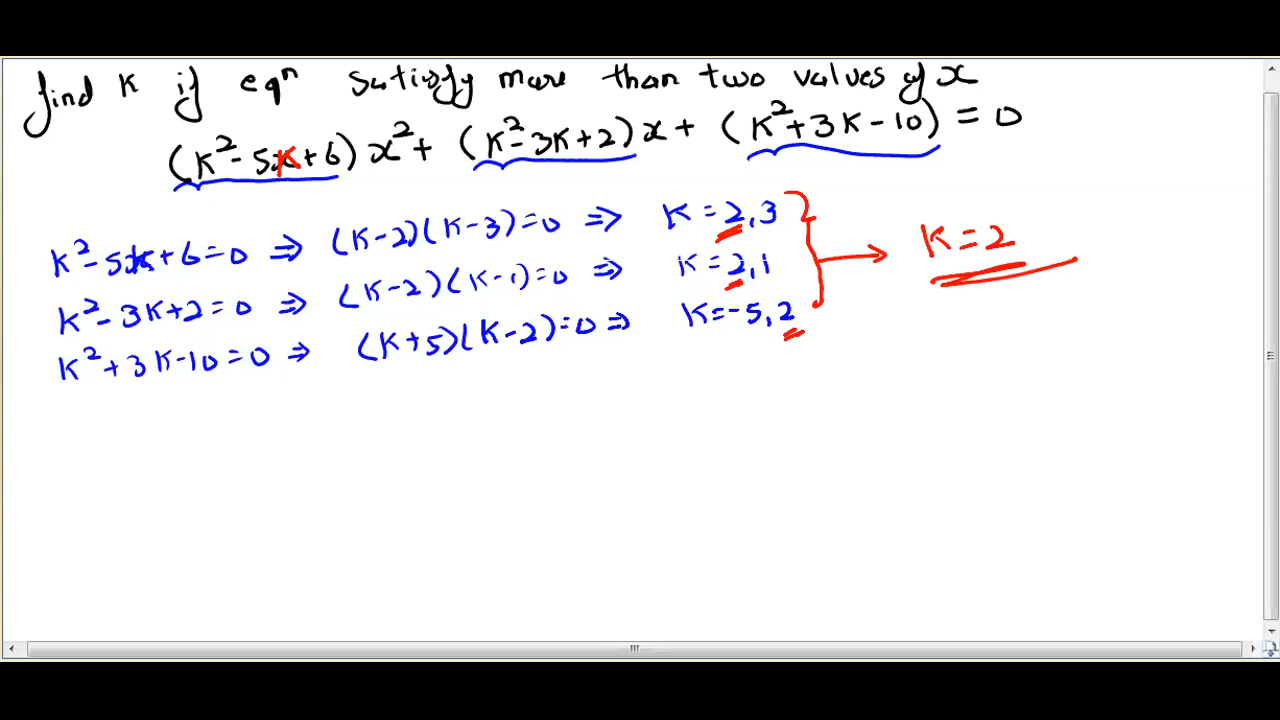 find K if eqⁿ satisfy more than two values of x
(K²-5K+6)x²+(K²-3K+2)x+(K²+3K-10)=0
K²-5K+6=0 ⇒ (K-2)(K-3)=0 ⇒ K=2,3
K²-3K+2=0 ⇒ (K-2)(K-1)=0 ⇒ K=2,1
K²+3K-10=0 ⇒ (K+5)(K-2)=0 ⇒ K=-5,2
→ K=2